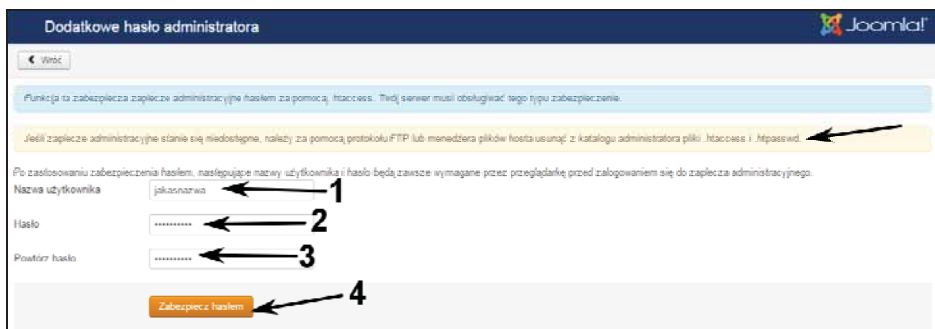 Dodatkowe hasło administratora
Joomla!
Wróć
Funkcja ta zabezpiecza zaplecze administracyjne hasłem za pomocą .htaccess. Twój serwer musi obsługiwać tego typu zabezpieczenie.
Jeśli zaplecze administracyjne stanie się niedostępne, należy za pomocą protokołu FTP lub menedżera plików hosta usunąć z katalogu administratora pliki .htaccess i .htpasswd.
Po zastosowaniu zabezpieczenia hasłem, następujące nazwy użytkownika i hasło będą zawsze wymagane przez przeglądarkę przed zalogowaniem się do zaplecza administracyjnego.
Nazwa użytkownika jakasnazwa 1
Hasło •••••••••• 2
Powtórz hasło •••••••••• 3
Zabezpiecz hasłem 4